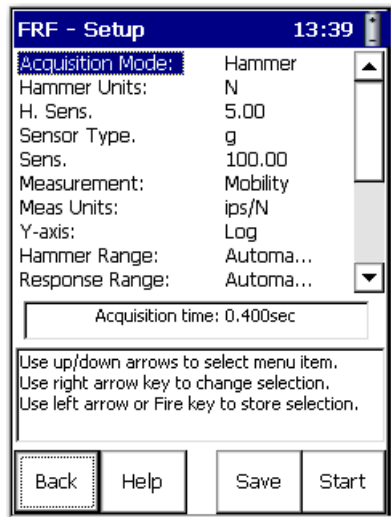 FRF - Setup 13:39
Acquisition Mode: Hammer
Hammer Units: N
H. Sens. 5.00
Sensor Type. g
Sens. 100.00
Measurement: Mobility
Meas Units: ips/N
Y-axis: Log
Hammer Range: Automa...
Response Range: Automa...
Acquisition time: 0.400sec
Use up/down arrows to select menu item.
Use right arrow key to change selection.
Use left arrow or Fire key to store selection.
Back Help Save Start